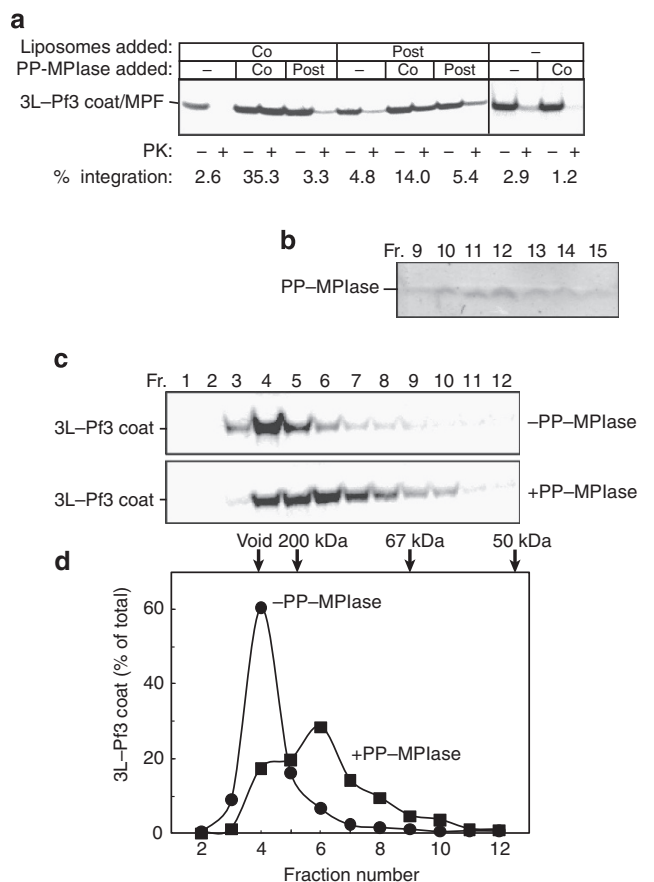 a
Liposomes added: Co Post –
PP-MPIase added: – Co Post – Co Post – Co
3L–Pf3 coat/MPF
PK: – + – + – + – + – + – + – + – +
% integration: 2.6 35.3 3.3 4.8 14.0 5.4 2.9 1.2
b
Fr. 9 10 11 12 13 14 15
PP–MPIase
c
Fr. 1 2 3 4 5 6 7 8 9 10 11 12
3L–Pf3 coat –PP–MPIase
3L–Pf3 coat +PP–MPIase
d
Void 200 kDa 67 kDa 50 kDa
–PP–MPIase
+PP–MPIase
3L–Pf3 coat (% of total)
60
40
20
0
2 4 6 8 10 12
Fraction number